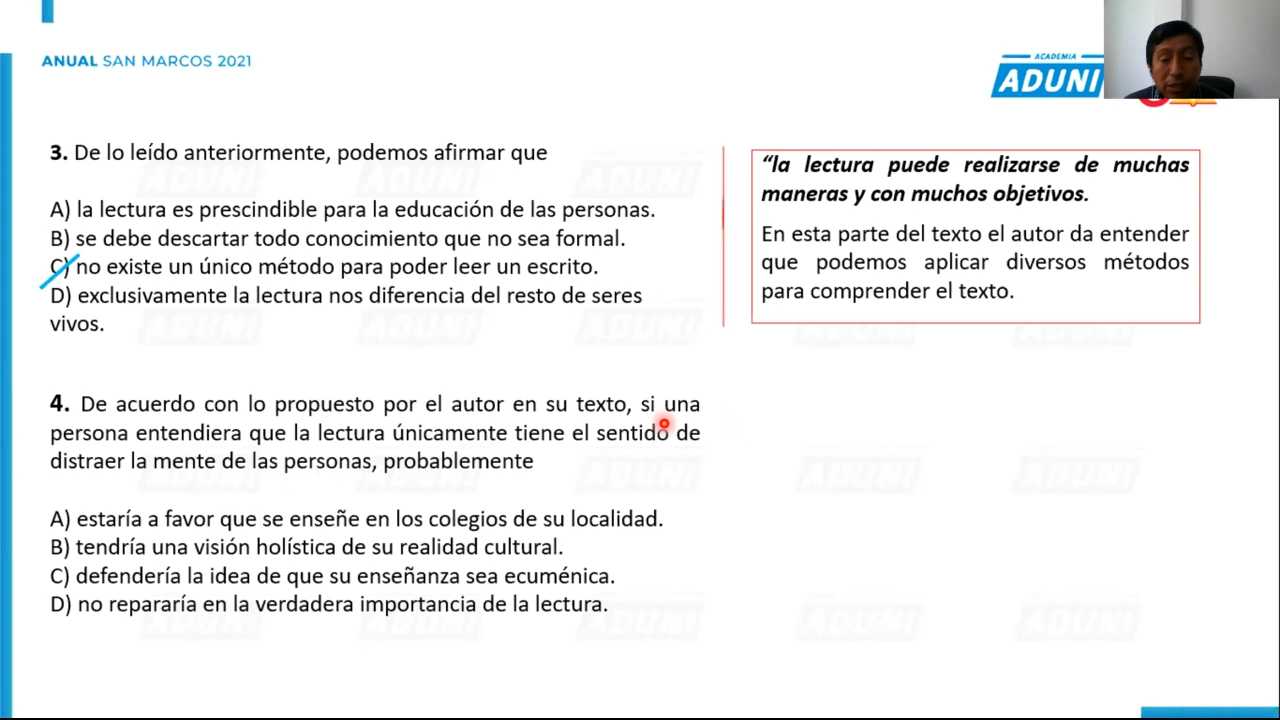 ANUAL SAN MARCOS 2021
ACADEMIA
ADUNI
3. De lo leído anteriormente, podemos afirmar que
A) la lectura es prescindible para la educación de las personas.
B) se debe descartar todo conocimiento que no sea formal.
C) no existe un único método para poder leer un escrito.
D) exclusivamente la lectura nos diferencia del resto de seres
vivos.
“la lectura puede realizarse de muchas
maneras y con muchos objetivos.
En esta parte del texto el autor da entender
que podemos aplicar diversos métodos
para comprender el texto.
4. De acuerdo con lo propuesto por el autor en su texto, si una
persona entendiera que la lectura únicamente tiene el sentido de
distraer la mente de las personas, probablemente
A) estaría a favor que se enseñe en los colegios de su localidad.
B) tendría una visión holística de su realidad cultural.
C) defendería la idea de que su enseñanza sea ecuménica.
D) no repararía en la verdadera importancia de la lectura.